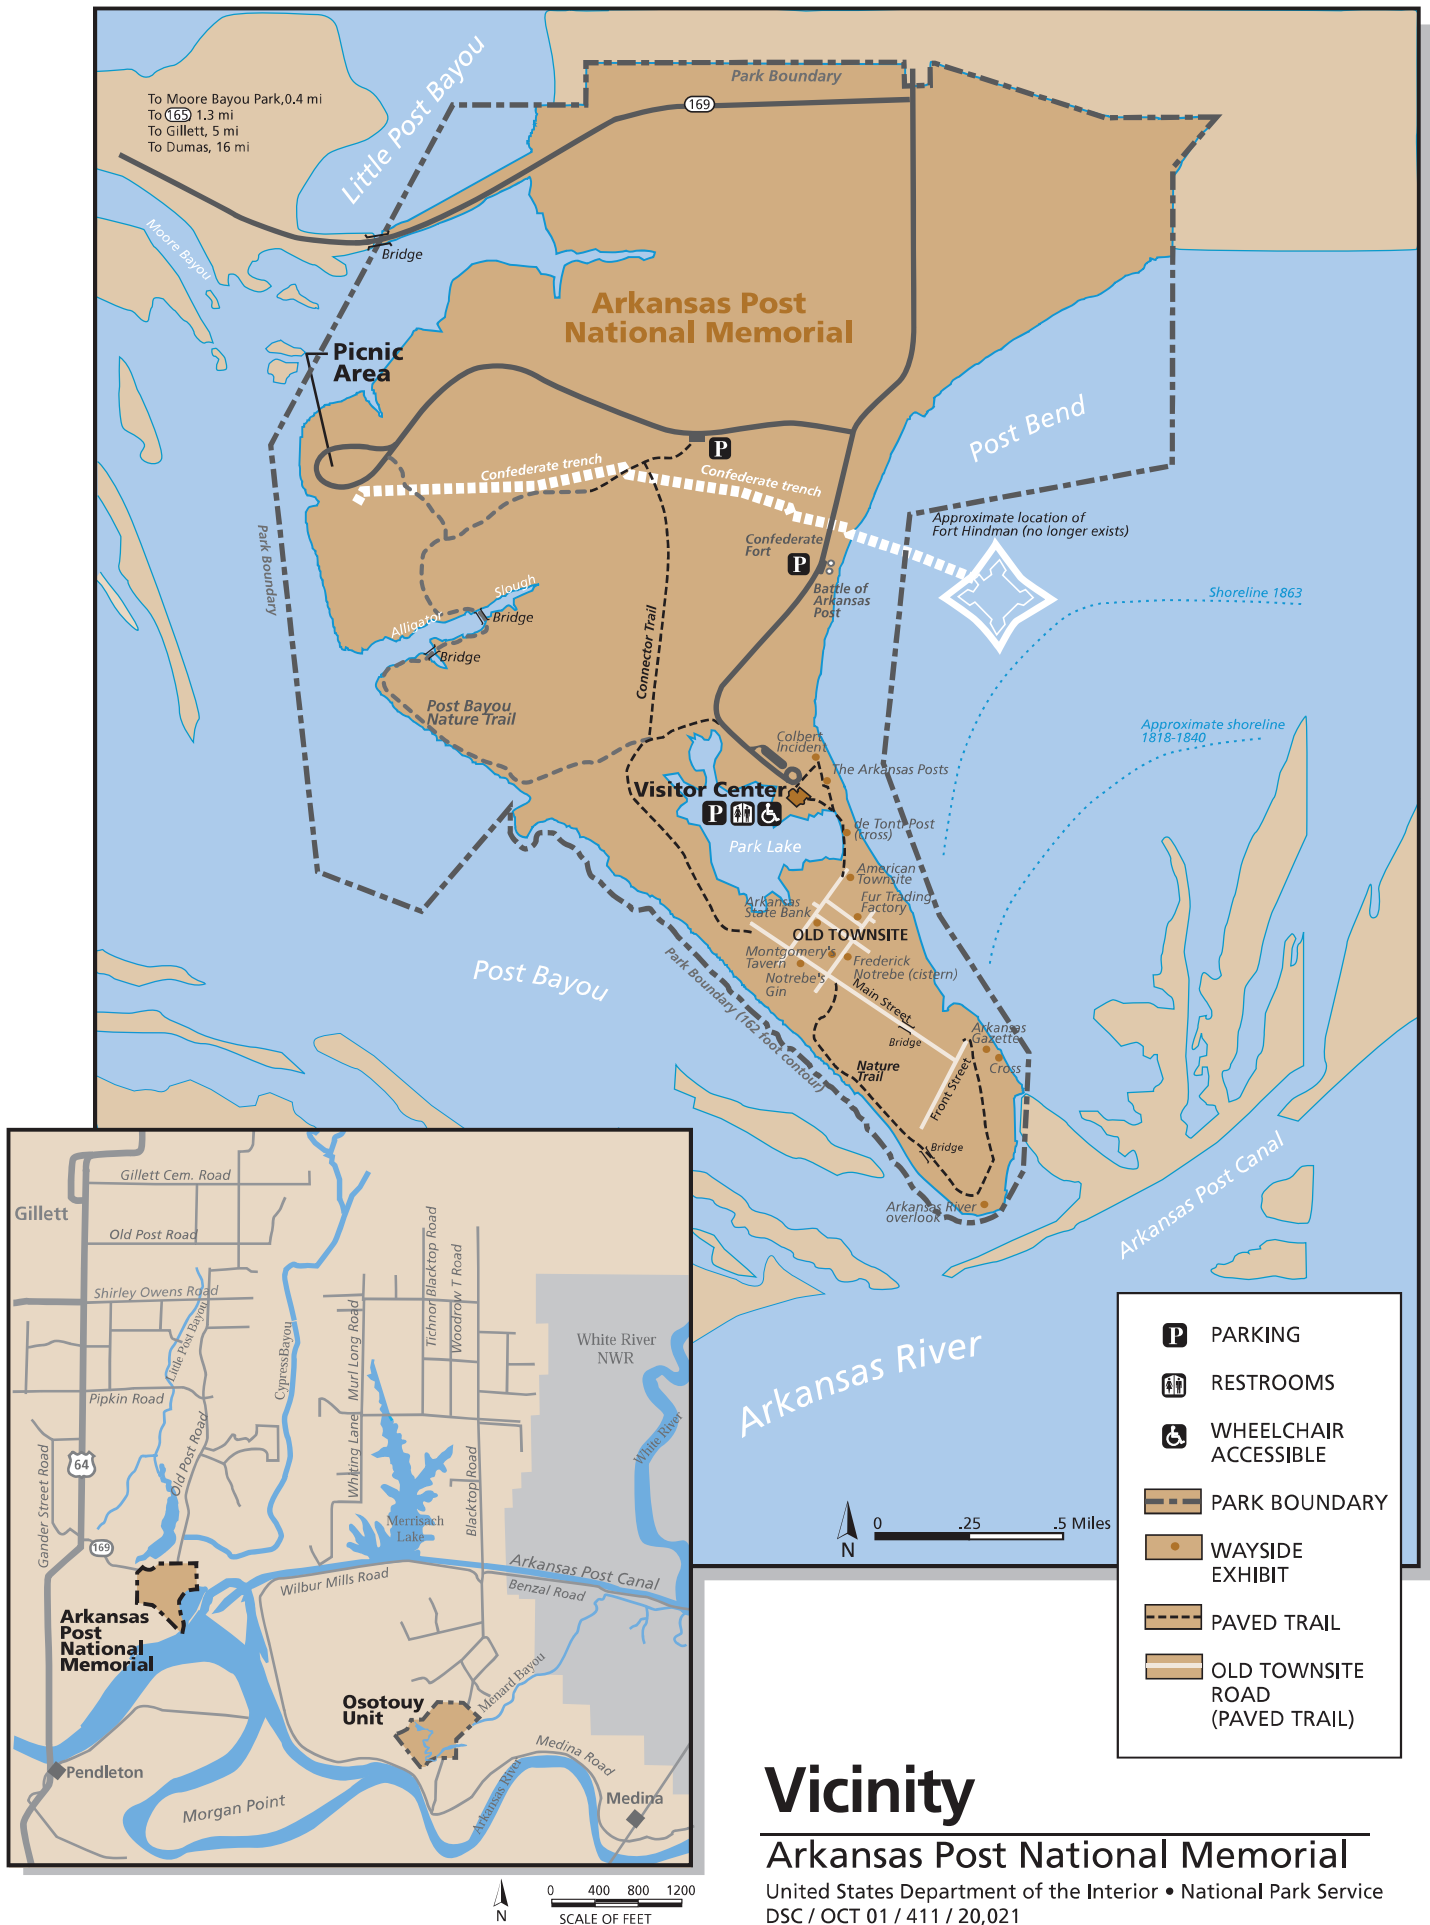 To Moore Bayou Park,0.4 mi
To 165 1.3 mi
To Gillett, 5 mi
To Dumas, 16 mi
Little Post Bayou
Park Boundary
169
Moore Bayou
Bridge
Arkansas Post
National Memorial
Picnic
Area
Post Bend
P
Confederate trench
Confederate trench
Park Boundary
Approximate location of
Fort Hindman (no longer exists)
Confederate
Fort
P
Battle of
Arkansas
Post
Shoreline 1863
Slough
Alligator
Bridge
Bridge
Connector Trail
Post Bayou
Nature Trail
Approximate shoreline
1818-1840
Colbert
Incident
The Arkansas Posts
Visitor Center
P
de Tonti Post
(cross)
Park Lake
American
Townsite
Arkansas
State Bank
Fur Trading
Factory
OLD TOWNSITE
Montgomery's
Tavern
Frederick
Notrebe (cistern)
Notrebe's
Gin
Main Street
Post Bayou
Park Boundary (162 foot contour)
Bridge
Arkansas
Gazette
Cross
Nature
Trail
Front Street
Bridge
Arkansas River
overlook
Arkansas Post Canal
Arkansas River
0 .25 .5 Miles
N
P PARKING
RESTROOMS
WHEELCHAIR
ACCESSIBLE
PARK BOUNDARY
WAYSIDE
EXHIBIT
PAVED TRAIL
OLD TOWNSITE
ROAD
(PAVED TRAIL)
Gillett Cem. Road
Gillett
Old Post Road
Shirley Owens Road
Little Post Bayou
CypressBayou
Murl Long Road
Tichnor Blacktop Road
Woodrow T Road
White River
NWR
Pipkin Road
Old Post Road
Whiting Lane
White River
Gander Street Road
64
Blacktop Road
Merrisach
Lake
169
Arkansas Post Canal
Wilbur Mills Road
Benzal Road
Arkansas
Post
National
Memorial
Menard Bayou
Osotouy
Unit
Medina Road
Pendleton
Morgan Point
Arkansas River
Medina
N
0 400 800 1200
SCALE OF FEET
Vicinity
Arkansas Post National Memorial
United States Department of the Interior • National Park Service
DSC / OCT 01 / 411 / 20,021